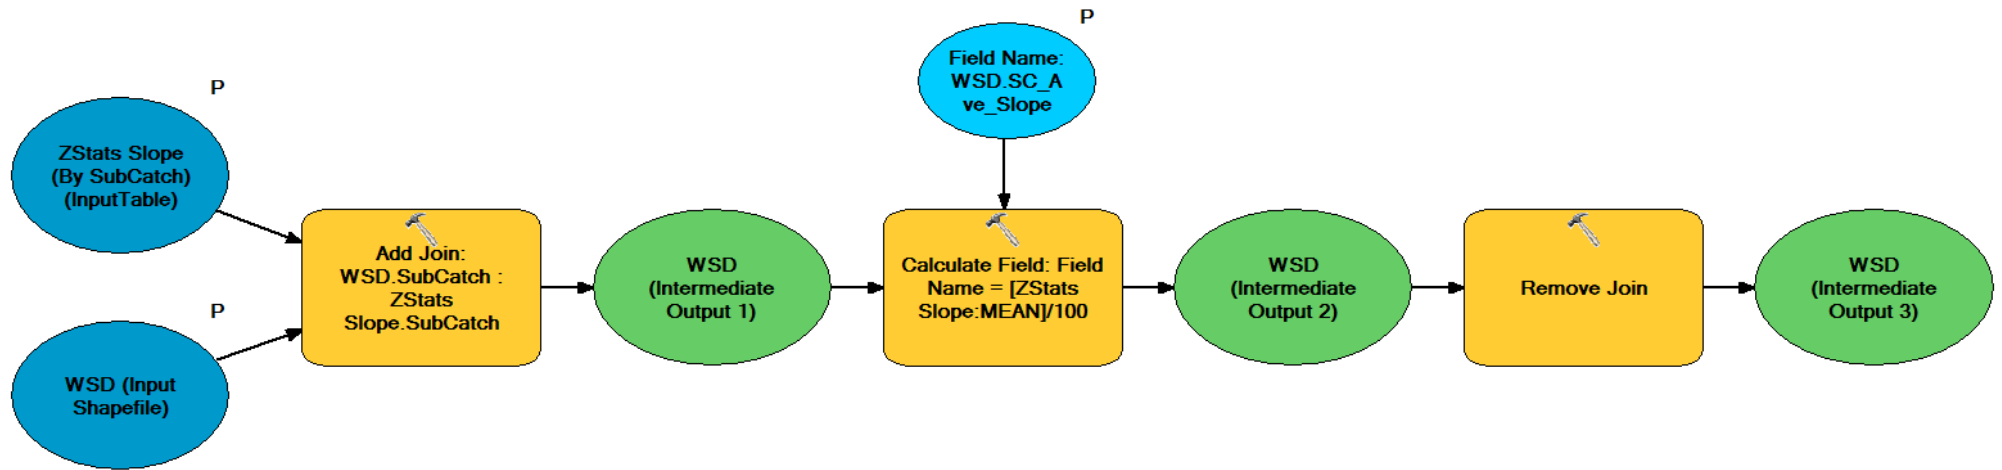 P
ZStats Slope
(By SubCatch)
(InputTable)
P
WSD (Input
Shapefile)
Add Join:
WSD.SubCatch :
ZStats
Slope.SubCatch
WSD
(Intermediate
Output 1)
P
Field Name:
WSD.SC_A
ve_Slope
Calculate Field: Field
Name = [ZStats
Slope:MEAN]/100
WSD
(Intermediate
Output 2)
Remove Join
WSD
(Intermediate
Output 3)